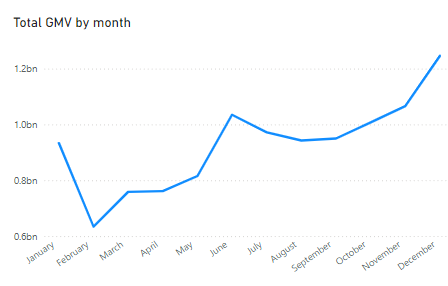 Total GMV by month
1.2bn
1.0bn
0.8bn
0.6bn
January February March April May June July August September October November December